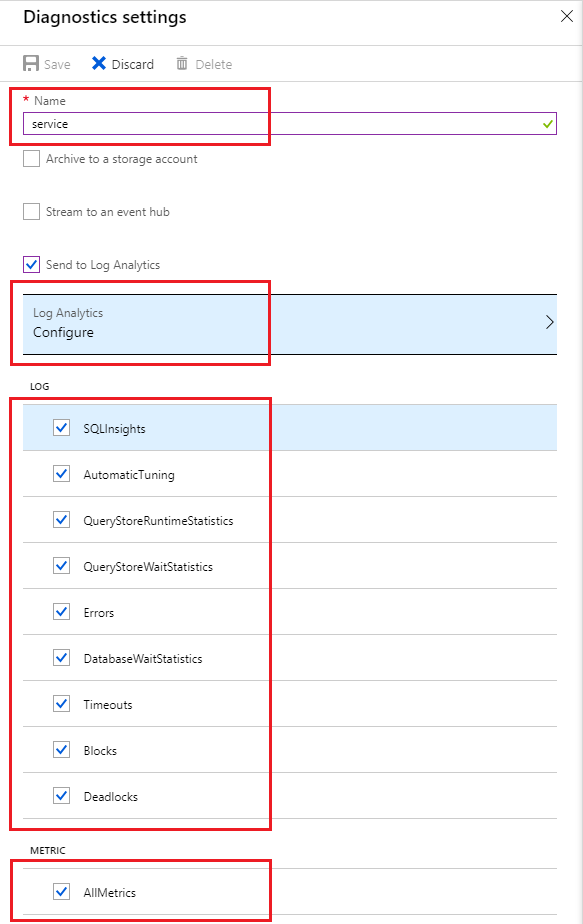 Diagnostics settings
Save Discard Delete
* Name
service
Archive to a storage account
Stream to an event hub
Send to Log Analytics
Log Analytics
Configure
LOG
SQLInsights
AutomaticTuning
QueryStoreRuntimeStatistics
QueryStoreWaitStatistics
Errors
DatabaseWaitStatistics
Timeouts
Blocks
Deadlocks
METRIC
AllMetrics